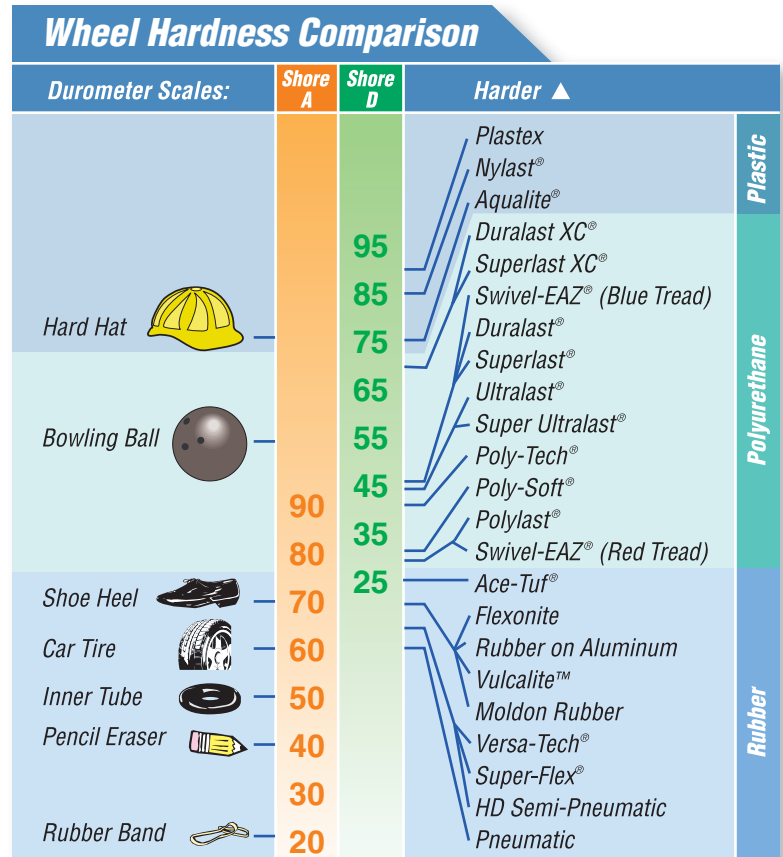 Wheel Hardness Comparison
Durometer Scales:
Shore A
Shore D
Harder ▲
Hard Hat
Bowling Ball
Shoe Heel
Car Tire
Inner Tube
Pencil Eraser
Rubber Band
90
80
70
60
50
40
30
20
95
85
75
65
55
45
35
25
Plastex
Nylast®
Aqualite®
Duralast XC®
Superlast XC®
Swivel-EAZ® (Blue Tread)
Duralast®
Superlast®
Ultralast®
Super Ultralast®
Poly-Tech®
Poly-Soft®
Polylast®
Swivel-EAZ® (Red Tread)
Ace-Tuf®
Flexonite
Rubber on Aluminum
Vulcalite™
Moldon Rubber
Versa-Tech®
Super-Flex®
HD Semi-Pneumatic
Pneumatic
Plastic
Polyurethane
Rubber